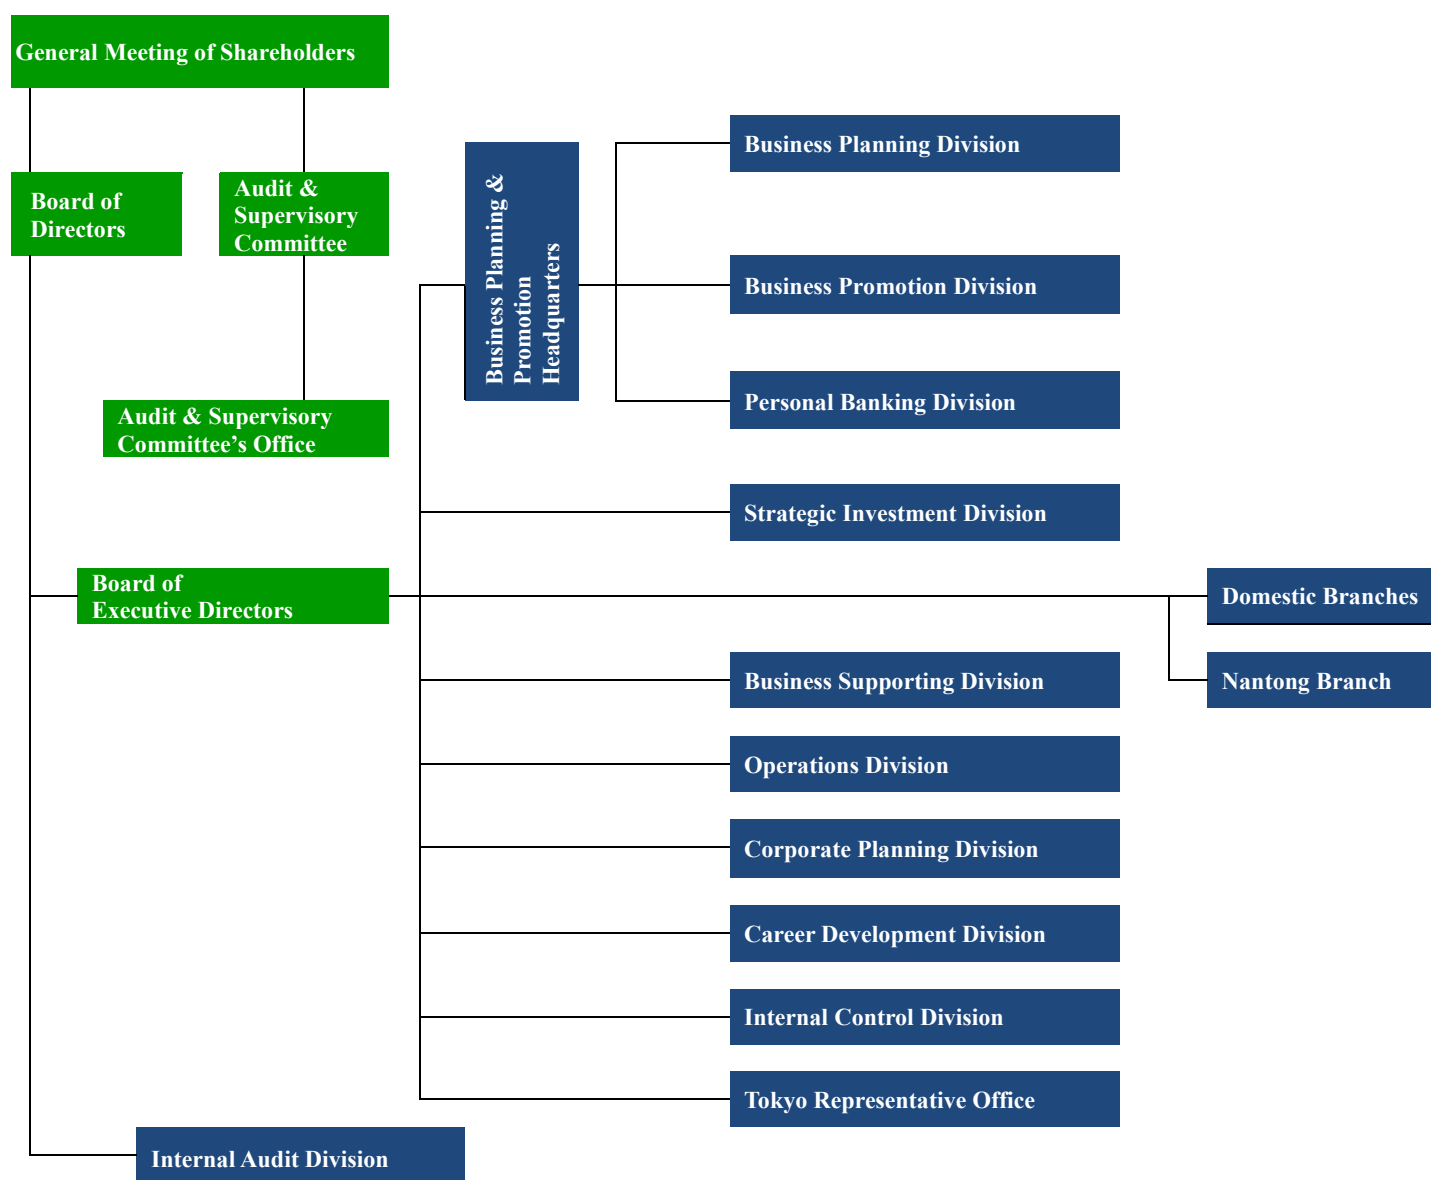 General Meeting of Shareholders
Board of
Directors
Audit &
Supervisory
Committee
Audit & Supervisory
Committee’s Office
Board of
Executive Directors
Internal Audit Division
Business Planning &
Promotion
Headquarters
Business Planning Division
Business Promotion Division
Personal Banking Division
Strategic Investment Division
Domestic Branches
Nantong Branch
Business Supporting Division
Operations Division
Corporate Planning Division
Career Development Division
Internal Control Division
Tokyo Representative Office